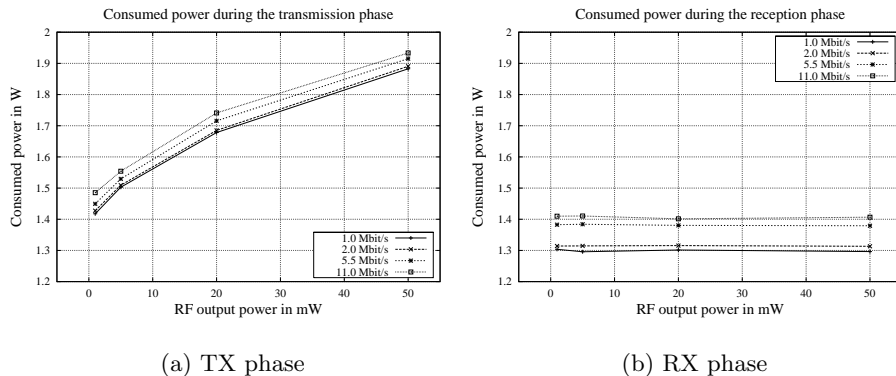 Consumed power during the transmission phase
Consumed power in W
2
1.9
1.8
1.7
1.6
1.5
1.4
1.3
1.2
1.0 Mbit/s
2.0 Mbit/s
5.5 Mbit/s
11.0 Mbit/s
0 10 20 30 40 50
RF output power in mW
(a) TX phase
Consumed power during the reception phase
Consumed power in W
2
1.9
1.8
1.7
1.6
1.5
1.4
1.3
1.2
1.0 Mbit/s
2.0 Mbit/s
5.5 Mbit/s
11.0 Mbit/s
0 10 20 30 40 50
RF output power in mW
(b) RX phase